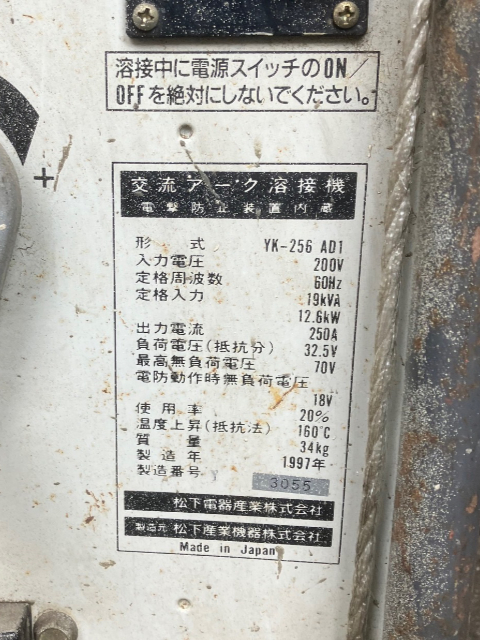 溶接中に電源スイッチのON/
OFFを絶対にしないでください。
+
交流アーク溶接機
電撃防止装置内蔵
形式 YK-256 AD1
入力電圧 200V
定格周波数 60Hz
定格入力 19kVA
12.6kW
出力電流 250A
負荷電圧(抵抗分) 32.5V
最高無負荷電圧 70V
電防動作時無負荷電圧
18V
使用率 20%
温度上昇(抵抗法) 160℃
質量 34kg
製造年 1997年
製造番号 3055
松下電器産業株式会社
製造元 松下産業機器株式会社
Made in Japan